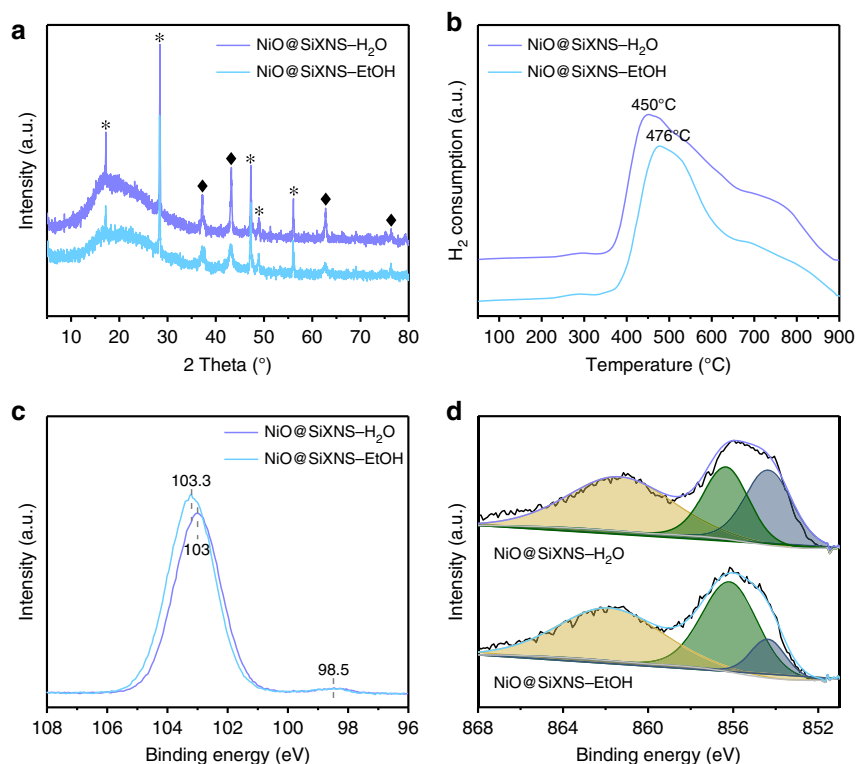 a
NiO@SiXNS–H₂O
NiO@SiXNS–EtOH
Intensity (a.u.)
10 20 30 40 50 60 70 80
2 Theta (°)
b
NiO@SiXNS–H₂O
NiO@SiXNS–EtOH
450°C
476°C
H₂ consumption (a.u.)
100 200 300 400 500 600 700 800 900
Temperature (°C)
c
NiO@SiXNS–H₂O
NiO@SiXNS–EtOH
103.3
103
98.5
Intensity (a.u.)
108 106 104 102 100 98 96
Binding energy (eV)
d
NiO@SiXNS–H₂O
NiO@SiXNS–EtOH
Intensity (a.u.)
868 864 860 856 852
Binding energy (eV)